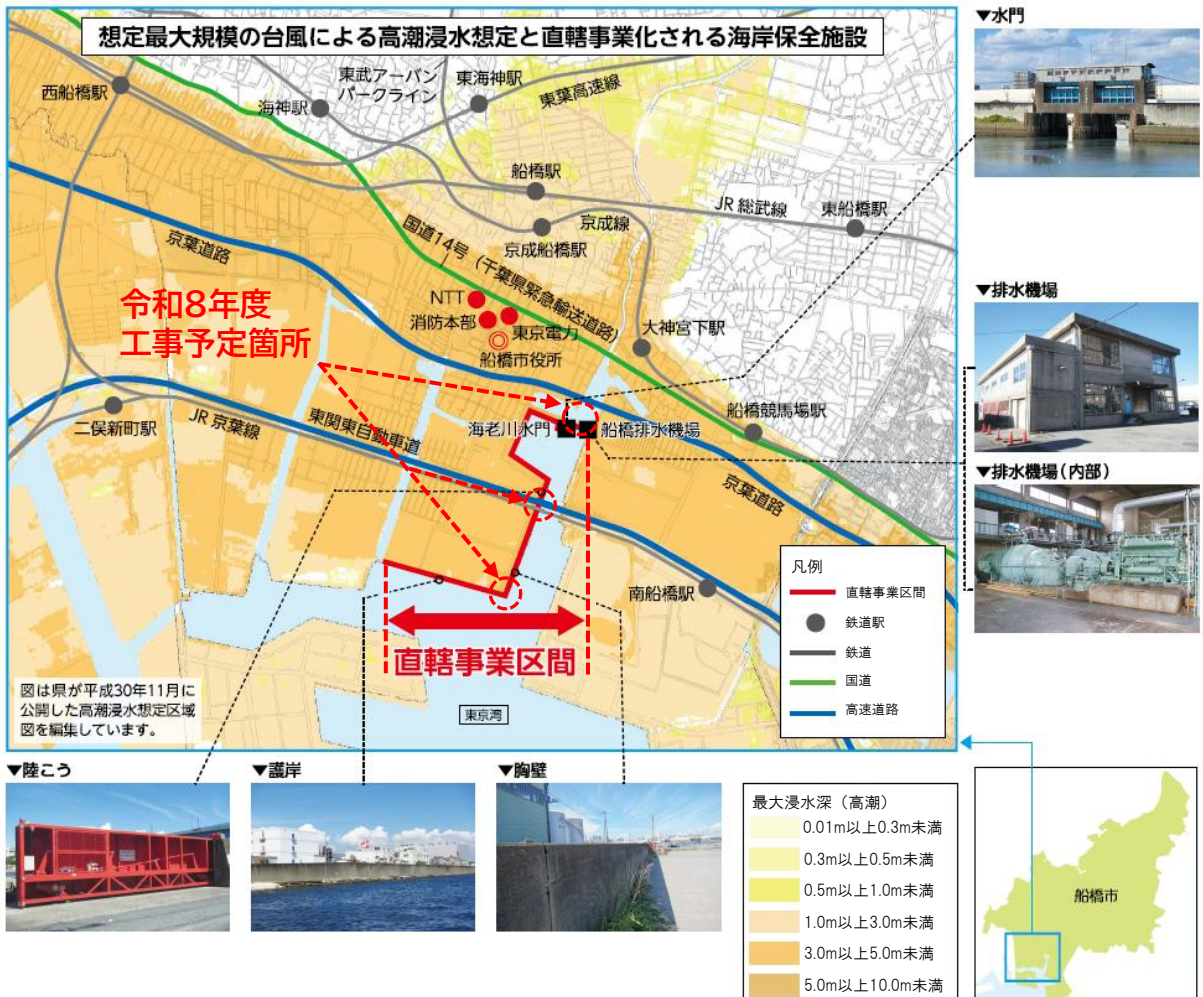 想定最大規模の台風による高潮浸水想定と直轄事業化される海岸保全施設
西船橋駅
海神駅
東武アーバン
パークライン
東海神駅
東葉高速線
船橋駅
JR 総武線
東船橋駅
京成線
京成船橋駅
国道14号(千葉県緊急輸送道路)
京葉道路
NTT
消防本部
東京電力
船橋市役所
大神宮下駅
令和8年度
工事予定箇所
船橋競馬場駅
二俣新町駅
JR 京葉線
東関東自動車道
海老川水門
船橋排水機場
京葉道路
南船橋駅
直轄事業区間
東京湾
図は県が平成30年11月に
公開した高潮浸水想定区域
図を編集しています。
凡例
直轄事業区間
鉄道駅
鉄道
国道
高速道路
▼水門
▼排水機場
▼排水機場(内部)
▼陸こう
▼護岸
▼胸壁
最大浸水深(高潮)
0.01m以上0.3m未満
0.3m以上0.5m未満
0.5m以上1.0m未満
1.0m以上3.0m未満
3.0m以上5.0m未満
5.0m以上10.0m未満
船橋市